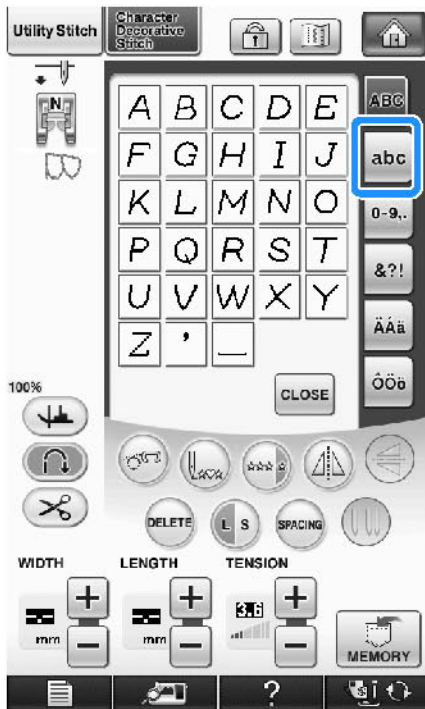 Utility Stitch
Character
Decorative
Stitch
N
A B C D E
F G H I J
K L M N O
P Q R S T
U V W X Y
Z ' _
ABC
abc
0-9,.
&?!
ÄÁä
ÔÖö
CLOSE
100%
DELETE
L S
SPACING
WIDTH
LENGTH
TENSION
mm
+
−
mm
+
−
3.6
+
−
MEMORY
?